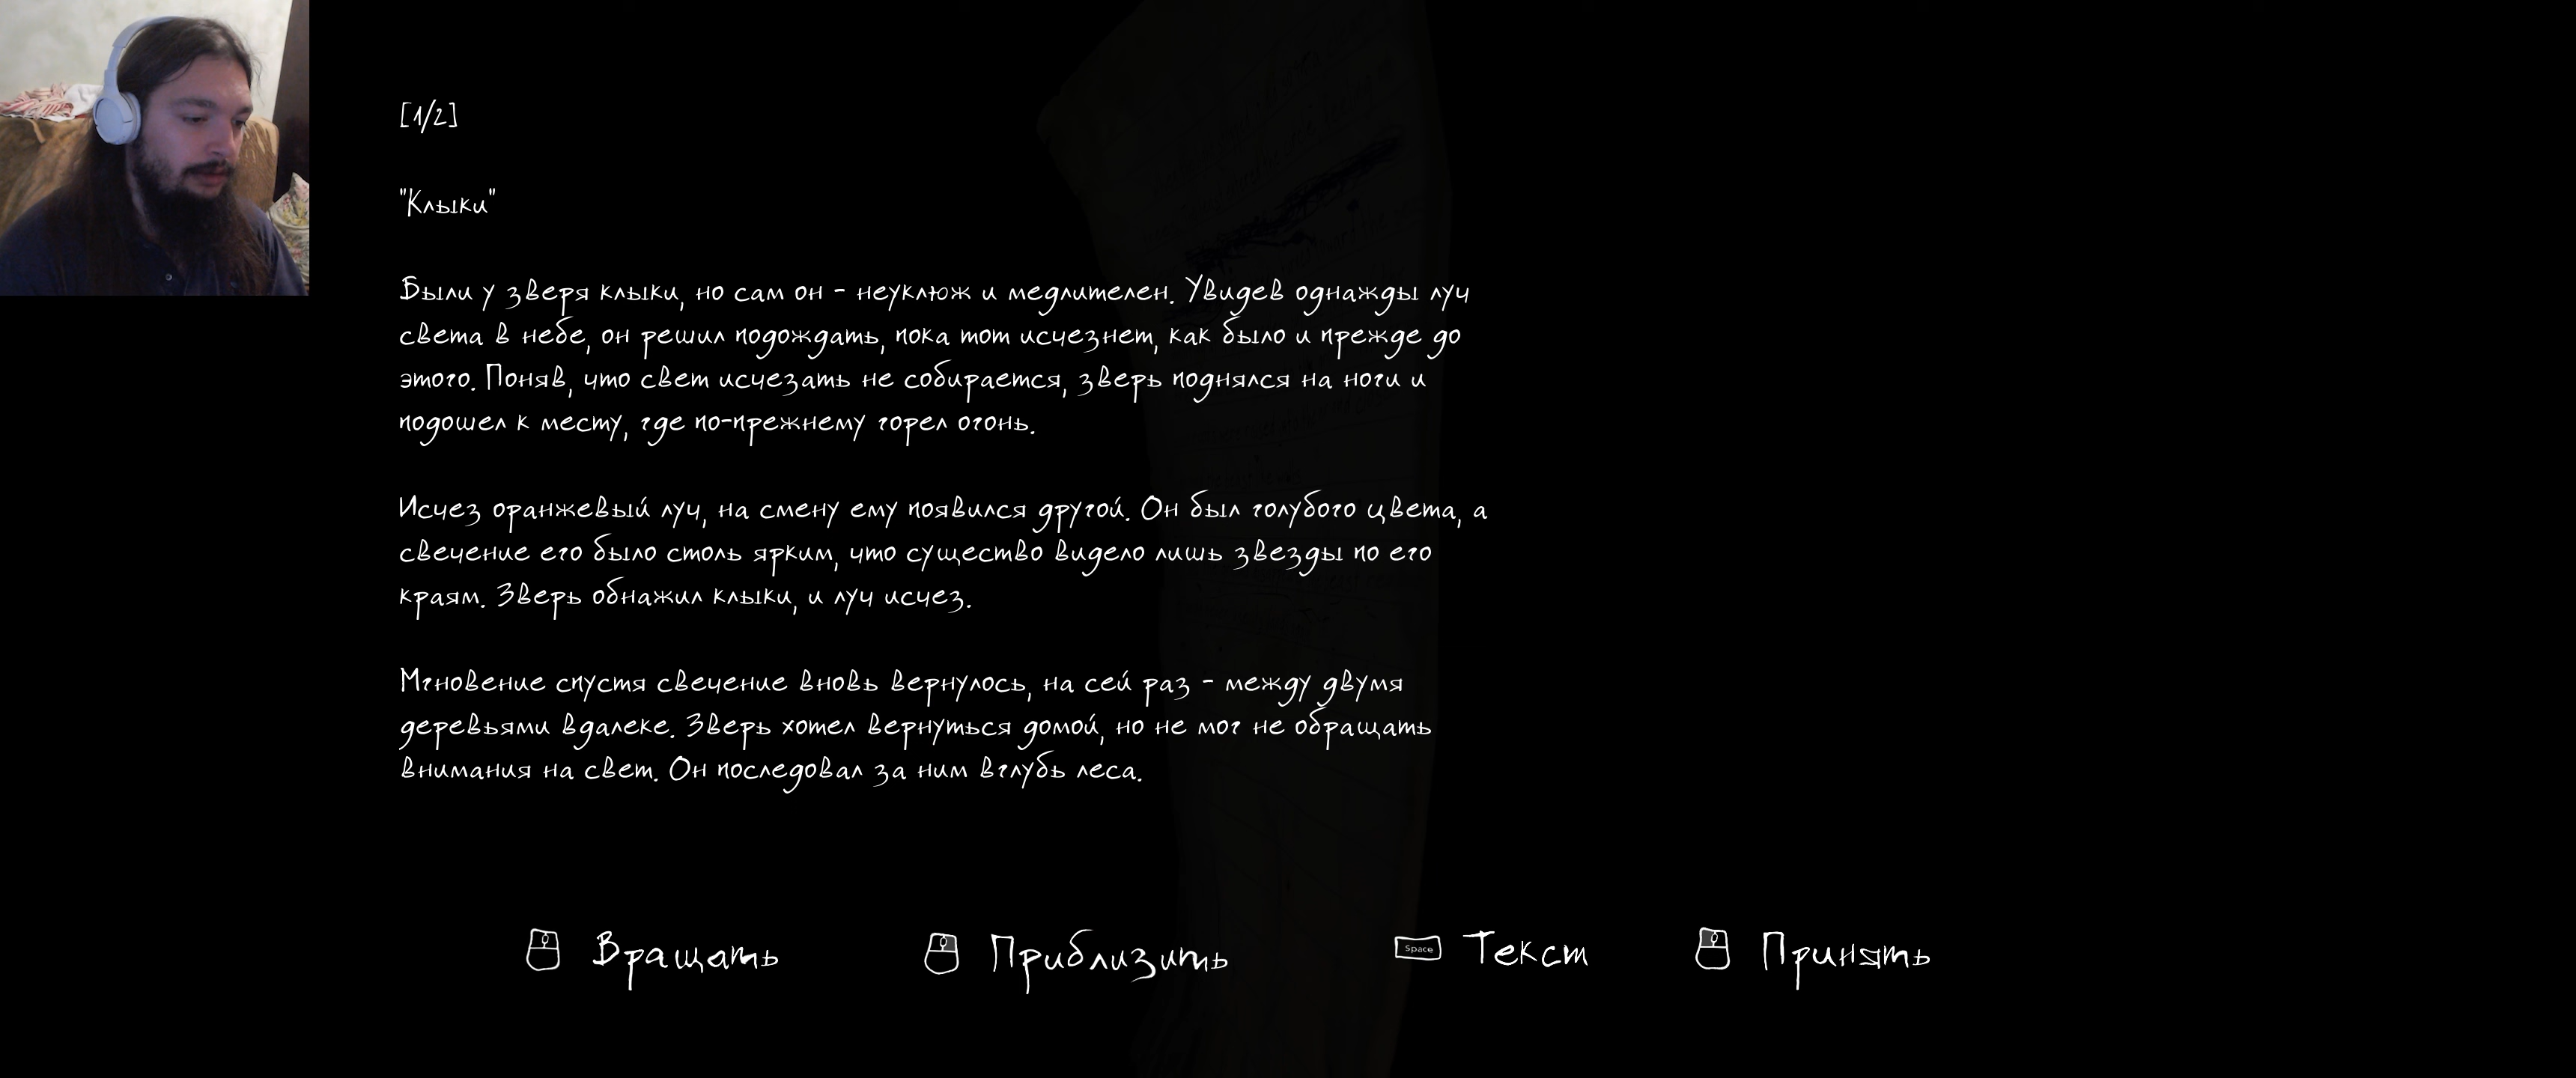 [1/2]
"Клыки"
Были у зверя клыки, но сам он - неуклюж и медлителен. Увидев однажды луч
света в небе, он решил подождать, пока тот исчезнет, как было и прежде до
этого. Поняв, что свет исчезать не собирается, зверь поднялся на ноги и
подошел к месту, где по-прежнему горел огонь.
Исчез оранжевый луч, на смену ему появился другой. Он был голубого цвета, а
свечение его было столь ярким, что существо видело лишь звезды по его
краям. Зверь обнажил клыки, и луч исчез.
Мгновение спустя свечение вновь вернулось, на сей раз - между двумя
деревьями вдалеке. Зверь хотел вернуться домой, но не мог не обращать
внимания на свет. Он последовал за ним вглубь леса.
Вращать Приблизить Space Текст Принять